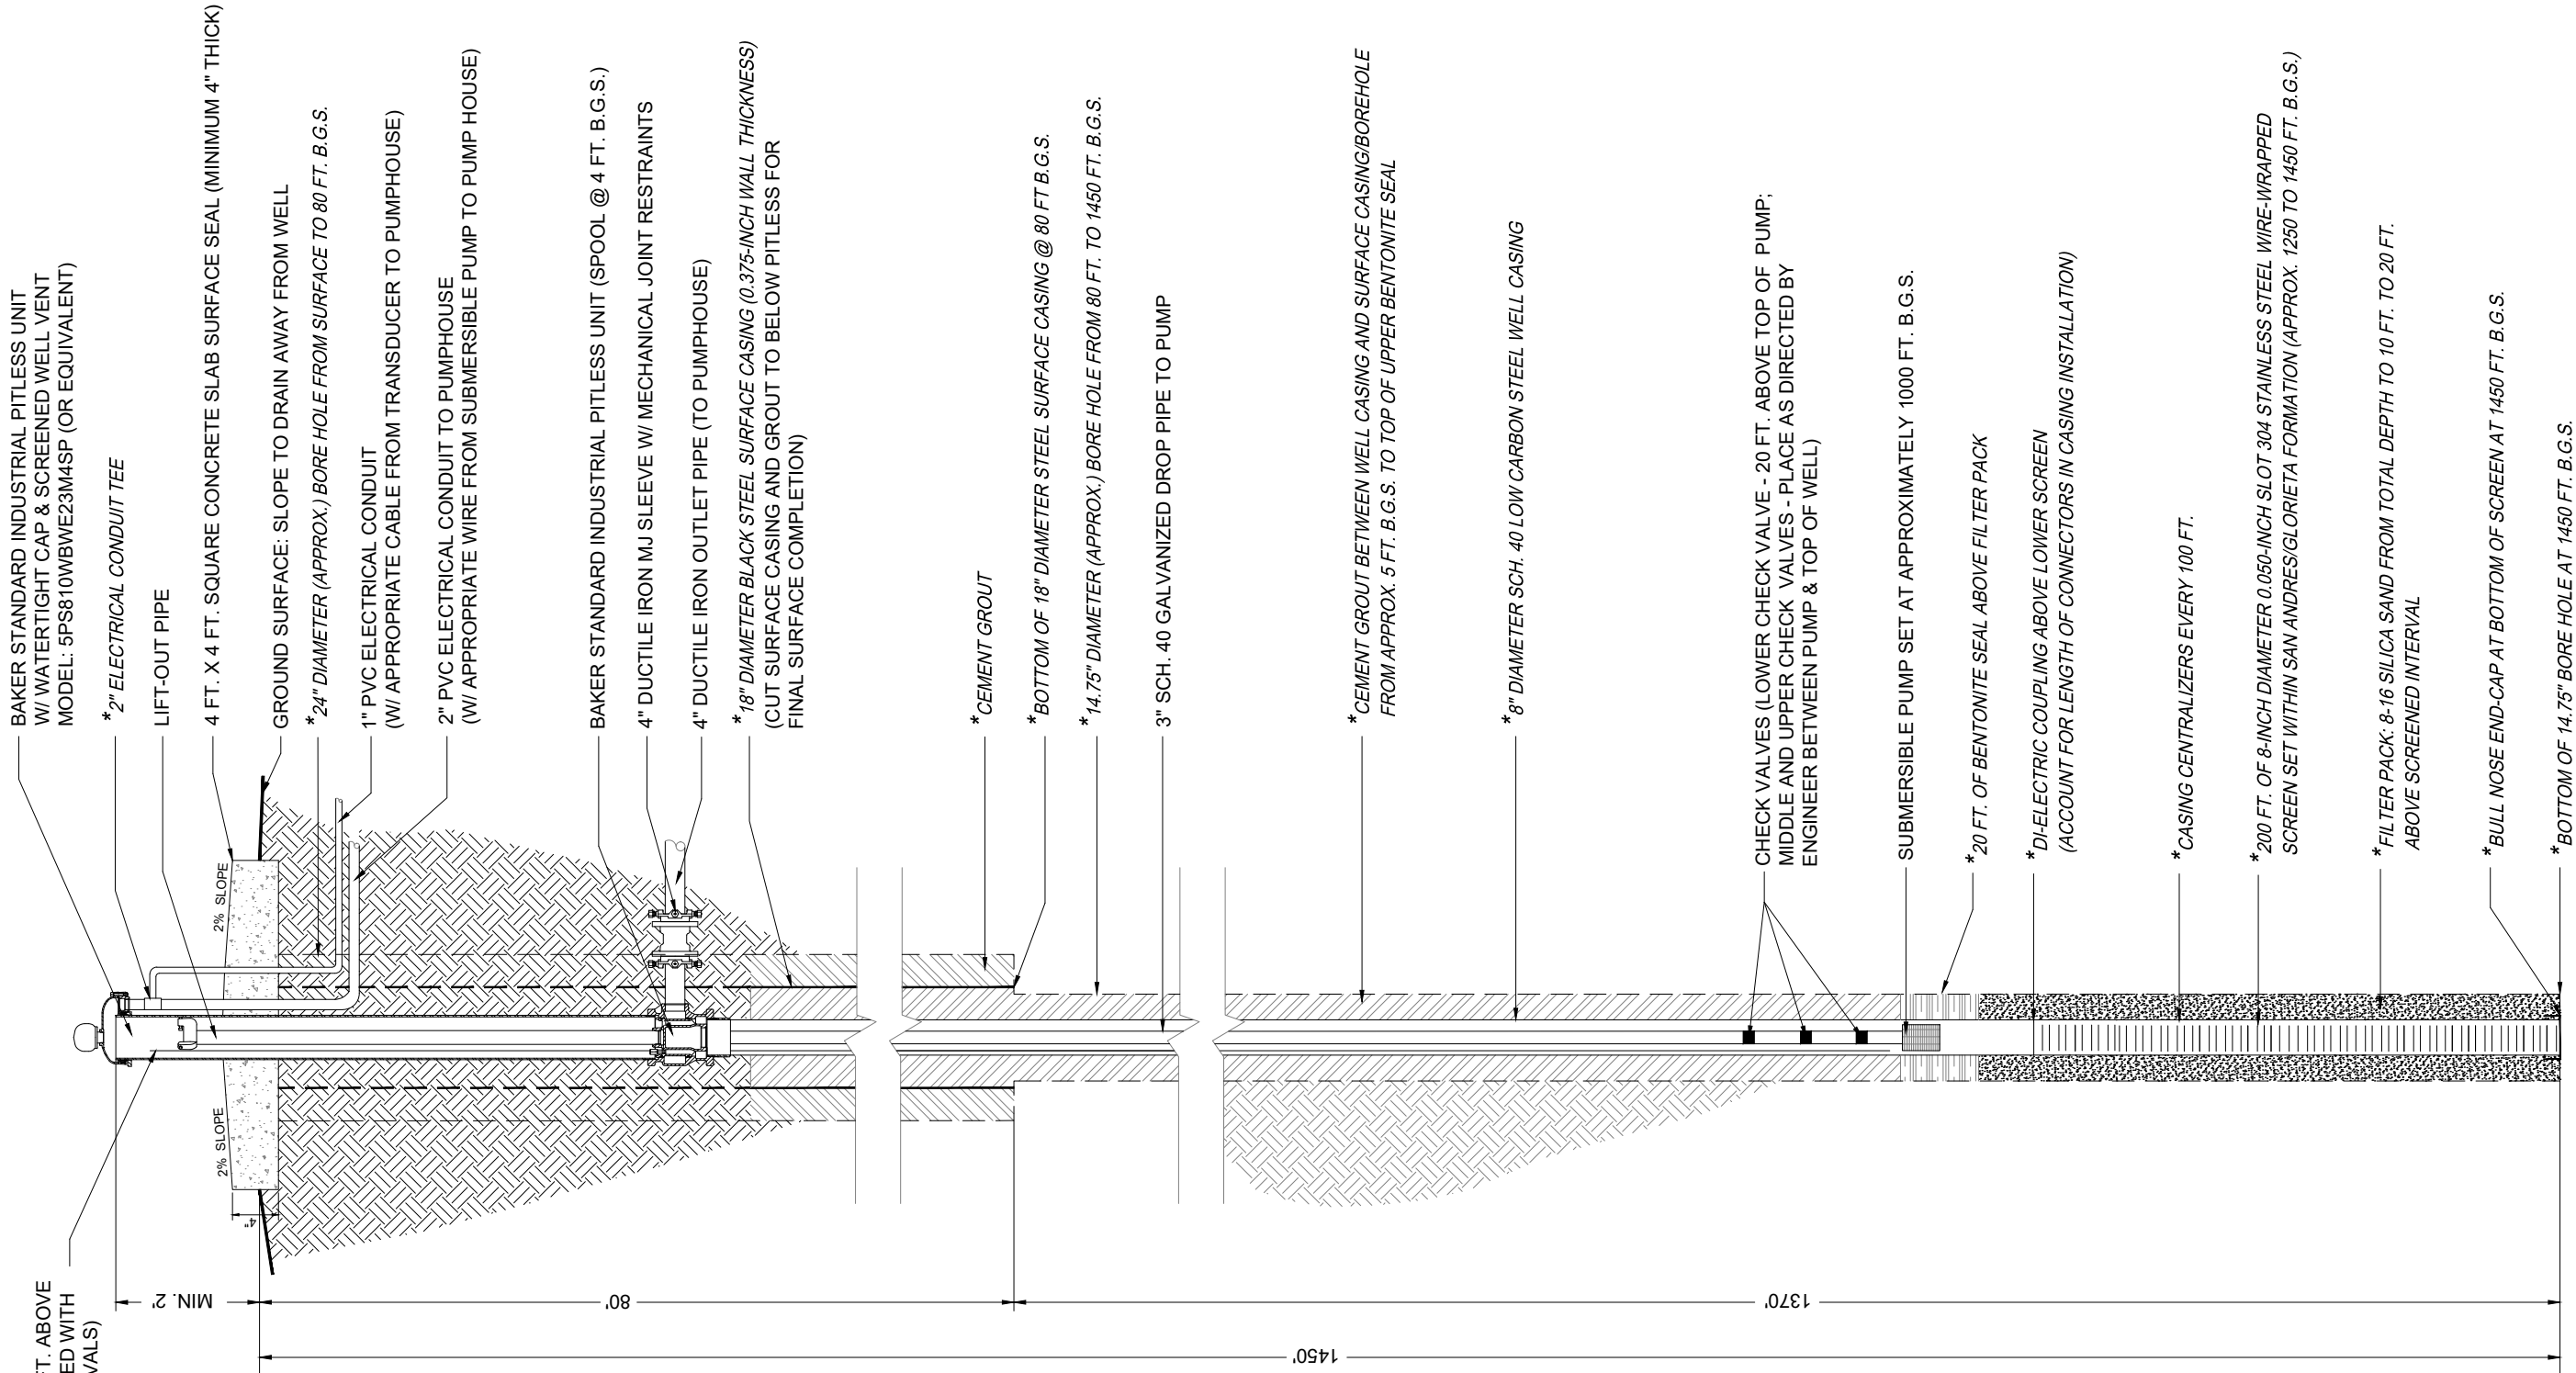 BAKER STANDARD INDUSTRIAL PITLESS UNIT
W/ WATERTIGHT CAP & SCREENED WELL VENT
MODEL: 5PS810WBWE23M4SP (OR EQUIVALENT)
*2" ELECTRICAL CONDUIT TEE
LIFT-OUT PIPE
4 FT. X 4 FT. SQUARE CONCRETE SLAB SURFACE SEAL (MINIMUM 4" THICK)
GROUND SURFACE: SLOPE TO DRAIN AWAY FROM WELL
*24" DIAMETER (APPROX.) BORE HOLE FROM SURFACE TO 80 FT. B.G.S.
1" PVC ELECTRICAL CONDUIT
(W/ APPROPRIATE CABLE FROM TRANSDUCER TO PUMPHOUSE)
2" PVC ELECTRICAL CONDUIT TO PUMPHOUSE
(W/ APPROPRIATE WIRE FROM SUBMERSIBLE PUMP TO PUMP HOUSE)
BAKER STANDARD INDUSTRIAL PITLESS UNIT (SPOOL @ 4 FT. B.G.S.)
4" DUCTILE IRON MJ SLEEVE W/ MECHANICAL JOINT RESTRAINTS
4" DUCTILE IRON OUTLET PIPE (TO PUMPHOUSE)
*18" DIAMETER BLACK STEEL SURFACE CASING (0.375-INCH WALL THICKNESS)
(CUT SURFACE CASING AND GROUT TO BELOW PITLESS FOR
FINAL SURFACE COMPLETION)
*CEMENT GROUT
*BOTTOM OF 18" DIAMETER STEEL SURFACE CASING @ 80 FT B.G.S.
*14.75" DIAMETER (APPROX.) BORE HOLE FROM 80 FT. TO 1450 FT. B.G.S.
3" SCH. 40 GALVANIZED DROP PIPE TO PUMP
*CEMENT GROUT BETWEEN WELL CASING AND SURFACE CASING/BOREHOLE
FROM APPROX. 5 FT. B.G.S. TO TOP OF UPPER BENTONITE SEAL
*8" DIAMETER SCH. 40 LOW CARBON STEEL WELL CASING
CHECK VALVES (LOWER CHECK VALVE - 20 FT. ABOVE TOP OF PUMP;
MIDDLE AND UPPER CHECK VALVES - PLACE AS DIRECTED BY
ENGINEER BETWEEN PUMP & TOP OF WELL)
SUBMERSIBLE PUMP SET AT APPROXIMATELY 1000 FT. B.G.S.
*20 FT. OF BENTONITE SEAL ABOVE FILTER PACK
*DI-ELECTRIC COUPLING ABOVE LOWER SCREEN
(ACCOUNT FOR LENGTH OF CONNECTORS IN CASING INSTALLATION)
*CASING CENTRALIZERS EVERY 100 FT.
*200 FT. OF 8-INCH DIAMETER 0.050-INCH SLOT 304 STAINLESS STEEL WIRE-WRAPPED
SCREEN SET WITHIN SAN ANDRES/GLORIETA FORMATION (APPROX. 1250 TO 1450 FT. B.G.S.)
*FILTER PACK: 8-16 SILICA SAND FROM TOTAL DEPTH TO 10 FT. TO 20 FT.
ABOVE SCREENED INTERVAL
*BULL NOSE END-CAP AT BOTTOM OF SCREEN AT 1450 FT. B.G.S.
*BOTTOM OF 14.75" BORE HOLE AT 1450 FT. B.G.S.
2% SLOPE
2% SLOPE
4"
FT. ABOVE
ED WITH
VALS)
MIN. 2'
80'
1370'
1450'